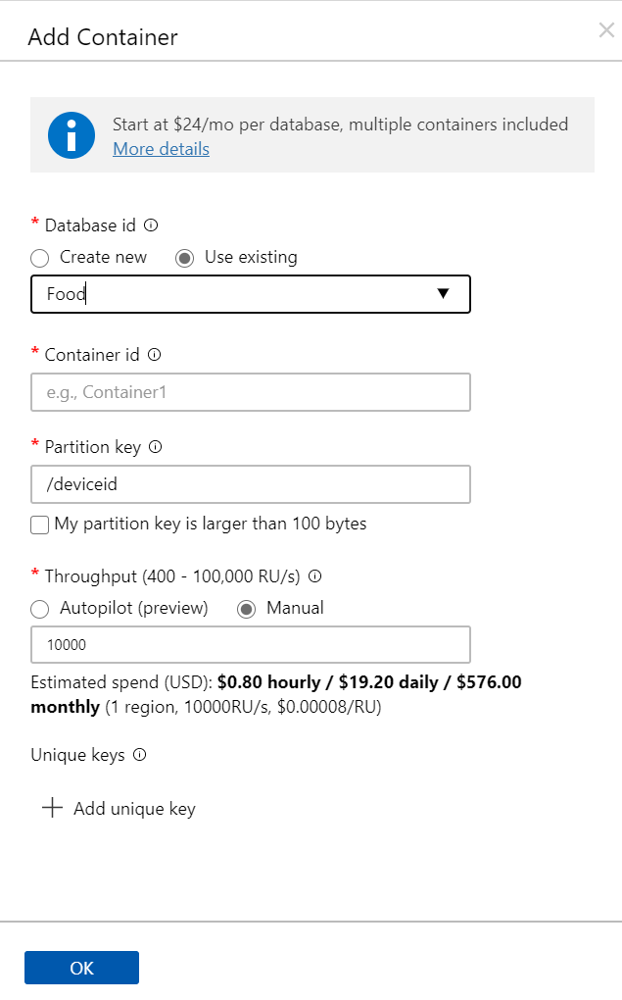 Add Container
Start at $24/mo per database, multiple containers included
More details
* Database id
Create new Use existing
Food
* Container id
e.g., Container1
* Partition key
/deviceid
My partition key is larger than 100 bytes
* Throughput (400 - 100,000 RU/s)
Autopilot (preview) Manual
10000
Estimated spend (USD): $0.80 hourly / $19.20 daily / $576.00
monthly (1 region, 10000RU/s, $0.00008/RU)
Unique keys
Add unique key
OK